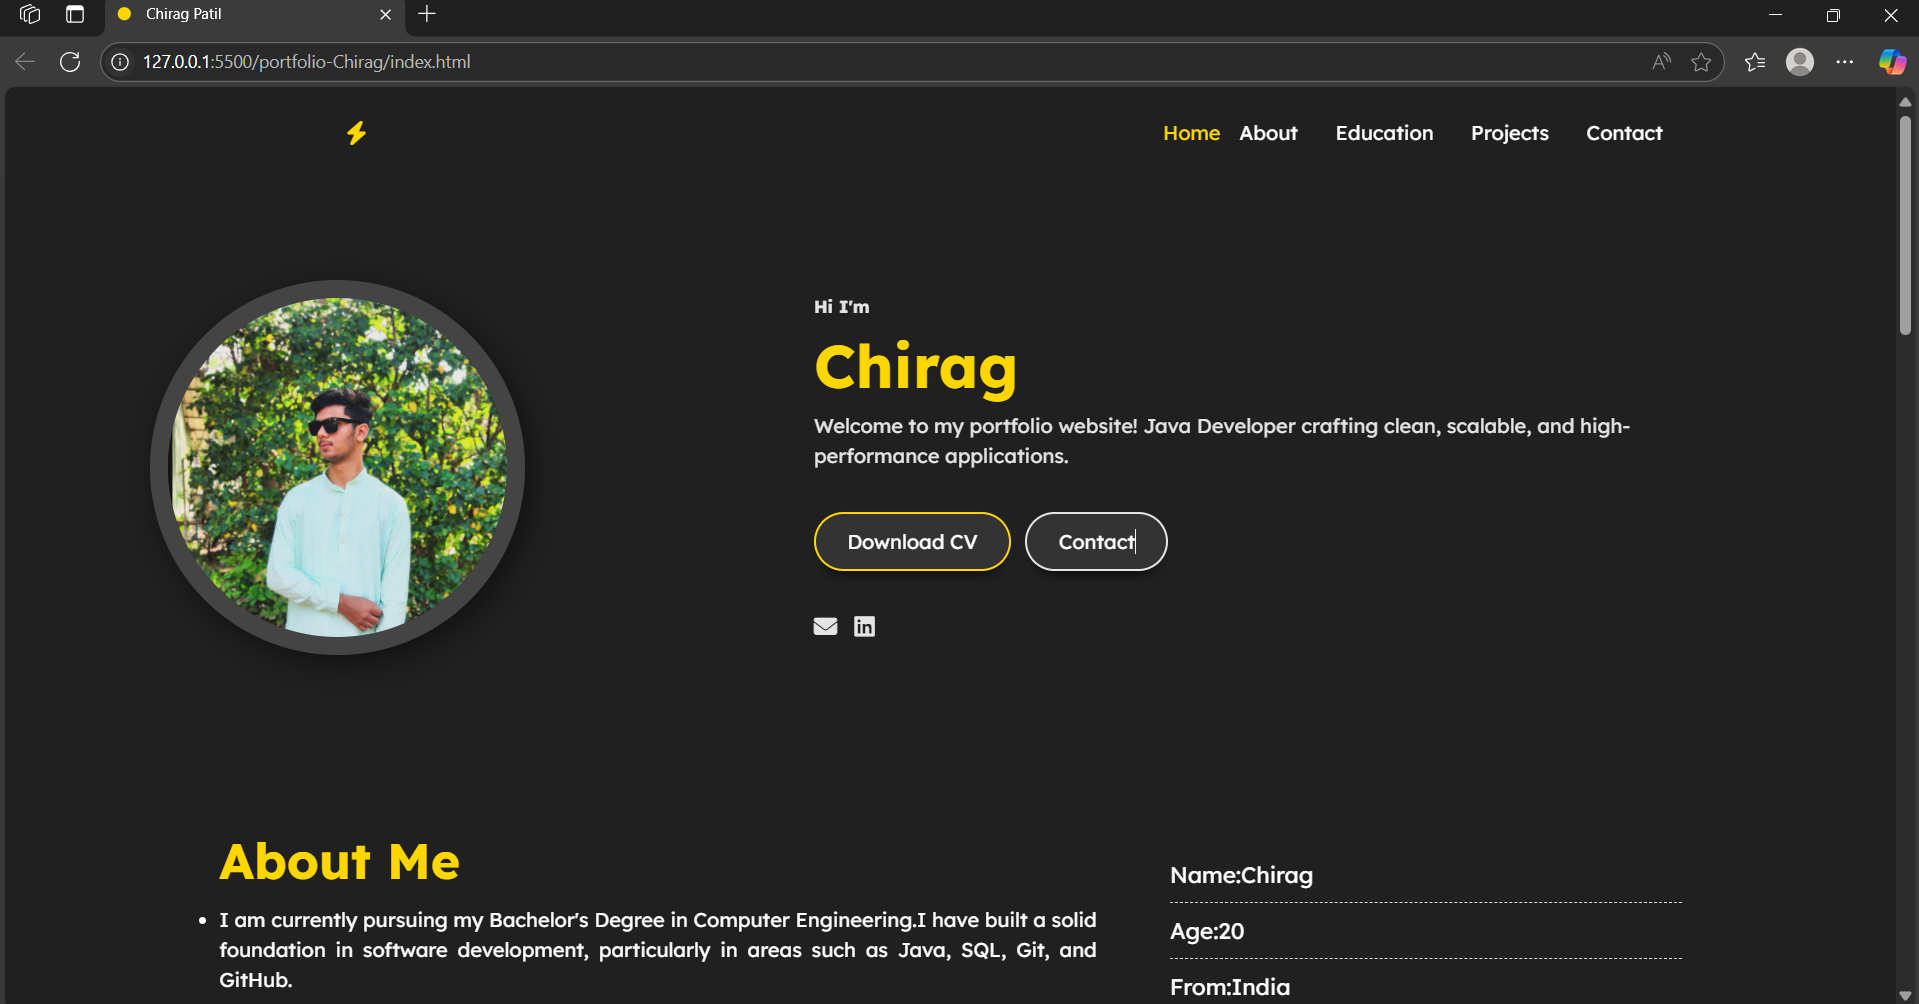 Chirag Patil
127.0.0.1:5500/portfolio-Chirag/index.html
Home About Education Projects Contact
Hi I'm
Chirag
Welcome to my portfolio website! Java Developer crafting clean, scalable, and high-
performance applications.
Download CV Contact
About Me
• I am currently pursuing my Bachelor's Degree in Computer Engineering.I have built a solid
foundation in software development, particularly in areas such as Java, SQL, Git, and
GitHub.
Name:Chirag
Age:20
From:India